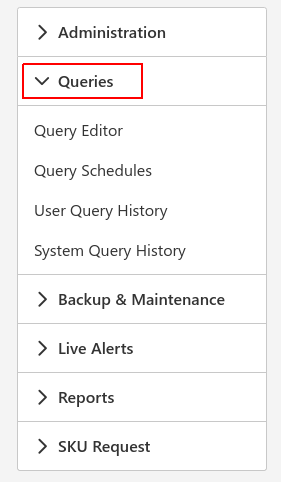 Administration
Queries
Query Editor
Query Schedules
User Query History
System Query History
Backup & Maintenance
Live Alerts
Reports
SKU Request